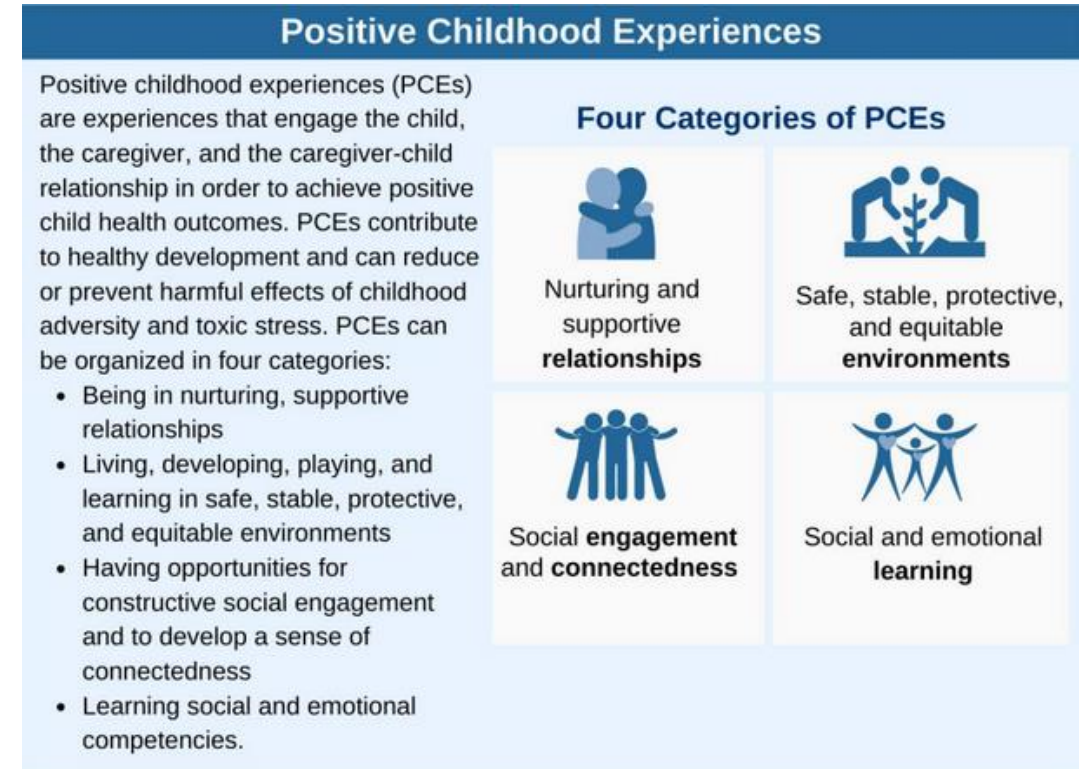 Positive Childhood Experiences
Positive childhood experiences (PCEs)
are experiences that engage the child,
the caregiver, and the caregiver-child
relationship in order to achieve positive
child health outcomes. PCEs contribute
to healthy development and can reduce
or prevent harmful effects of childhood
adversity and toxic stress. PCEs can
be organized in four categories:
• Being in nurturing, supportive
relationships
• Living, developing, playing, and
learning in safe, stable, protective,
and equitable environments
• Having opportunities for
constructive social engagement
and to develop a sense of
connectedness
• Learning social and emotional
competencies.
Four Categories of PCEs
Nurturing and
supportive
relationships
Safe, stable, protective,
and equitable
environments
Social engagement
and connectedness
Social and emotional
learning